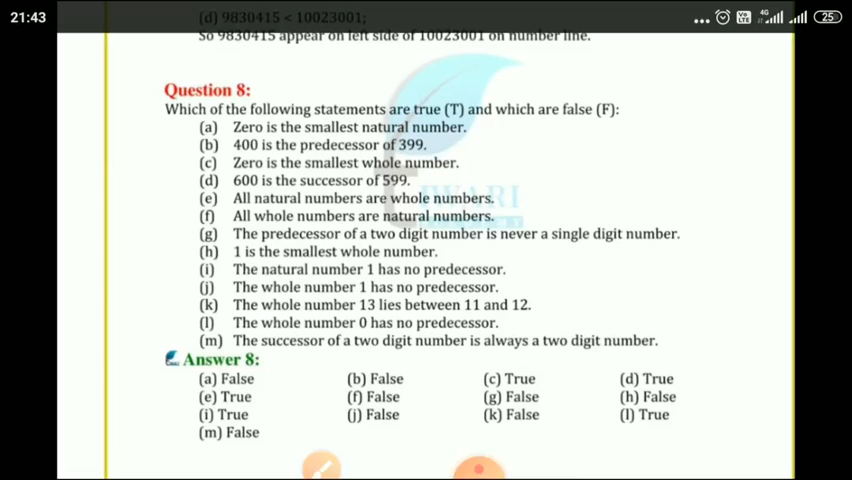 21:43
4G
25
(d) 9830415 < 10023001;
So 9830415 appear on left side of 10023001 on number line.
Question 8:
Which of the following statements are true (T) and which are false (F):
(a) Zero is the smallest natural number.
(b) 400 is the predecessor of 399.
(c) Zero is the smallest whole number.
(d) 600 is the successor of 599.
(e) All natural numbers are whole numbers.
(f) All whole numbers are natural numbers.
(g) The predecessor of a two digit number is never a single digit number.
(h) 1 is the smallest whole number.
(i) The natural number 1 has no predecessor.
(j) The whole number 1 has no predecessor.
(k) The whole number 13 lies between 11 and 12.
(l) The whole number 0 has no predecessor.
(m) The successor of a two digit number is always a two digit number.
Answer 8:
(a) False (b) False (c) True (d) True
(e) True (f) False (g) False (h) False
(i) True (j) False (k) False (l) True
(m) False